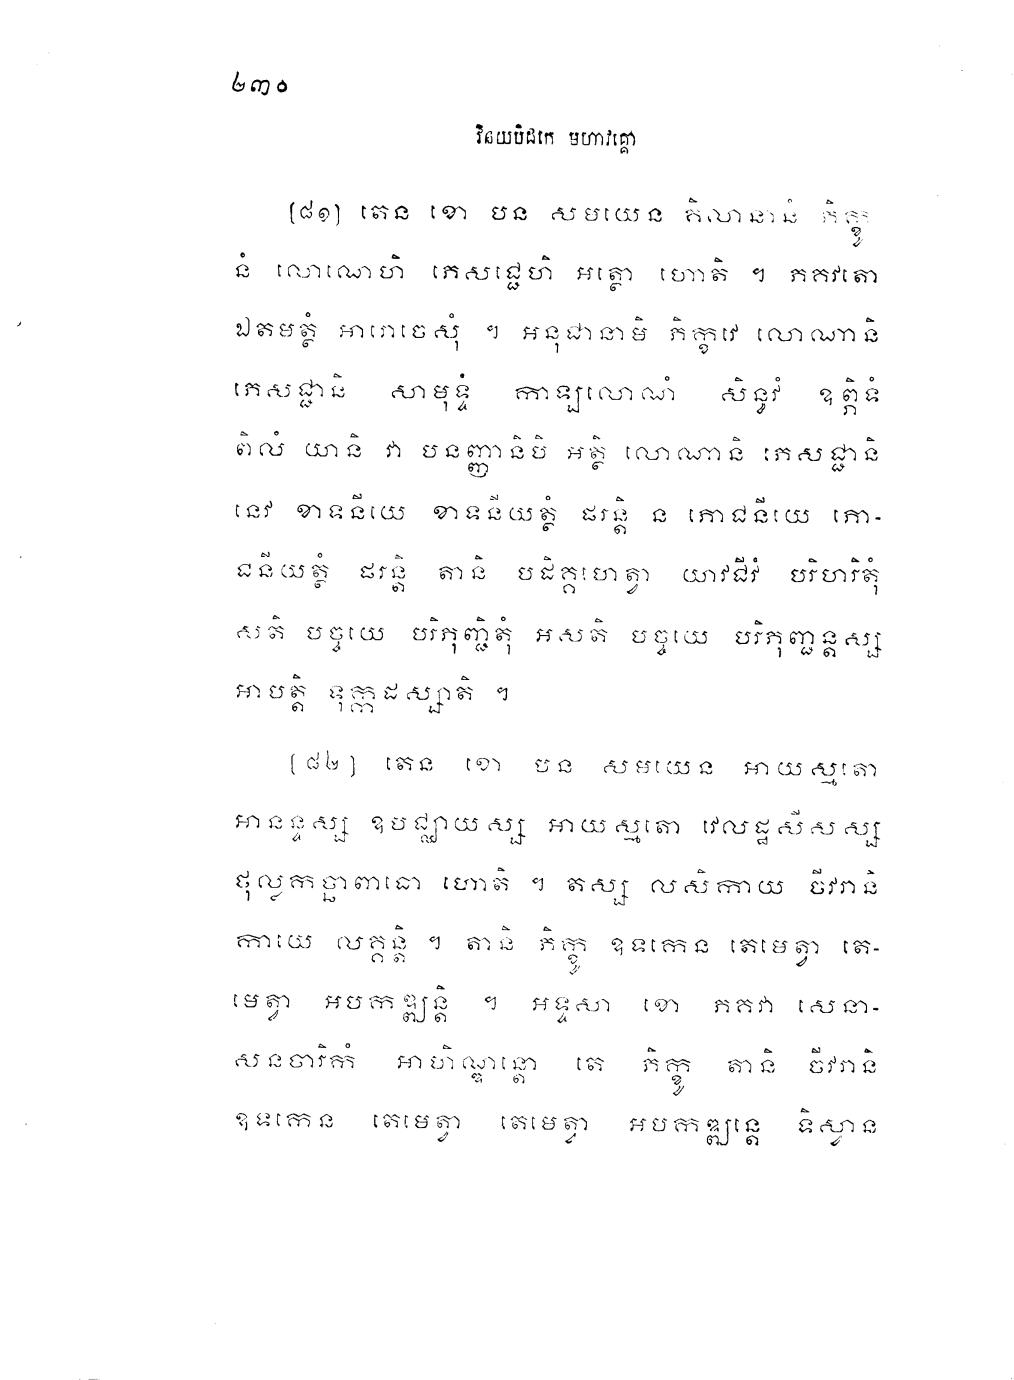 ២៣០
វិនយបិដកេ មហាវគ្គោ
(៨១) តេន ខោ បន សមយេន គិលានានំ ភិក្ខូ
នំ លោណេហិ ភេសជ្ជេហិ អត្ថោ ហោតិ ។ ភគវតោ
ឯតមត្ថំ អារោចេសុំ ។ អនុជានាមិ ភិក្ខវេ លោណានិ
ភេសជ្ជានិ សាមុទ្ទំ កាឡលោណំ សិន្ធវំ ឧព្ភិទំ
ពិលំ យានិ វា បនញ្ញានិបិ អត្ថិ លោណានិ ភេសជ្ជានិ
នេវ ខាទនីយេ ខាទនីយត្ថំ ផរន្តិ ន ភោជនីយេ ភោ-
ជនីយត្ថំ ផរន្តិ តានិ បដិគ្គហេត្វា យាវជីវំ បរិហរិតុំ
សតិ បច្ចយេ បរិភុញ្ជិតុំ អសតិ បច្ចយេ បរិភុញ្ជន្តស្ស
អាបត្តិ ទុក្កដស្សាតិ ។
(៨២) តេន ខោ បន សមយេន អាយស្មតោ
អានន្ទស្ស ឧបជ្ឈាយស្ស អាយស្មតោ វេលដ្ឋសីសស្ស
ថុល្លកច្ឆាពាធោ ហោតិ ។ តស្ស លសិកាយ ចីវរានិ
កាយេ លគ្គន្តិ ។ តានិ ភិក្ខូ ឧទកេន តេមេត្វា តេ-
មេត្វា អបកឌ្ឍន្តិ ។ អទ្ទសា ខោ ភគវា សេនា-
សនចារិកំ អាហិណ្ឌន្តោ តេ ភិក្ខូ តានិ ចីវរានិ
ឧទកេន តេមេត្វា តេមេត្វា អបកឌ្ឍន្តេ ទិស្វាន